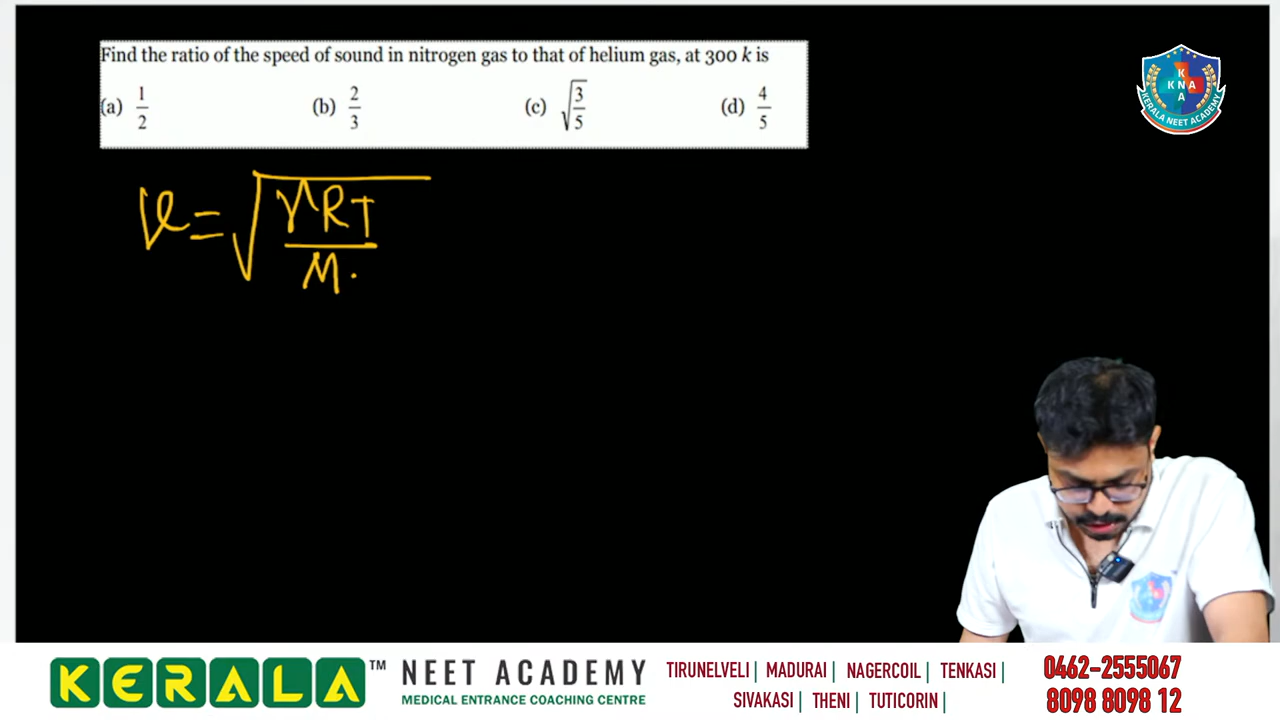 Find the ratio of the speed of sound in nitrogen gas to that of helium gas, at 300 k is
(a) 1/2 (b) 2/3 (c) √3/5 (d) 4/5
V = √γRT/M.
KNA
KNA
KERALA NEET ACADEMY
KERALA™ NEET ACADEMY
MEDICAL ENTRANCE COACHING CENTRE
TIRUNELVELI | MADURAI | NAGERCOIL | TENKASI |
SIVAKASI | THENI | TUTICORIN |
0462-2555067
8098 8098 12